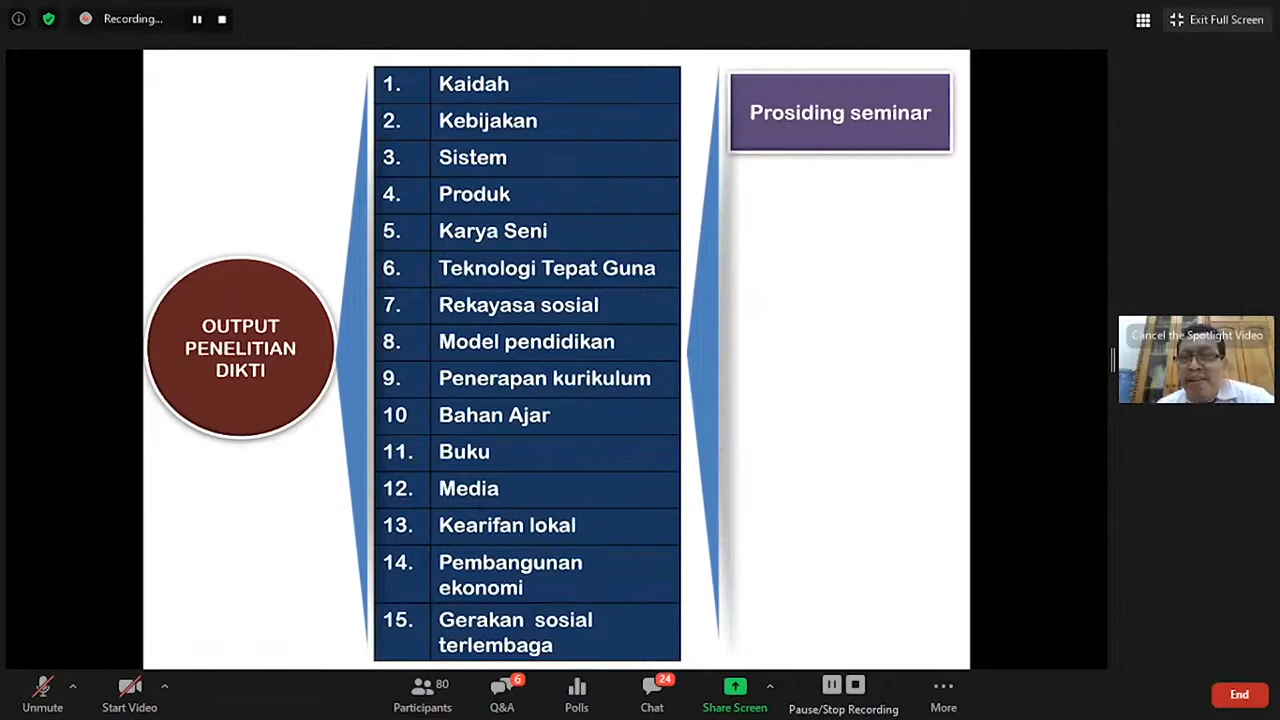 Recording...
Exit Full Screen
OUTPUT
PENELITIAN
DIKTI
1. Kaidah
2. Kebijakan
3. Sistem
4. Produk
5. Karya Seni
6. Teknologi Tepat Guna
7. Rekayasa sosial
8. Model pendidikan
9. Penerapan kurikulum
10 Bahan Ajar
11. Buku
12. Media
13. Kearifan lokal
14. Pembangunan
ekonomi
15. Gerakan sosial
terlembaga
Prosiding seminar
Cancel the Spotlight Video
Unmute
Start Video
80
Participants
6
Q&A
Polls
24
Chat
Share Screen
Pause/Stop Recording
More
End